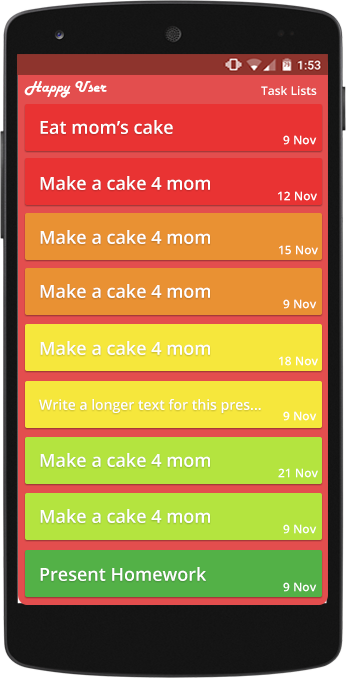 1:53
Happy User
Task Lists
Eat mom’s cake
9 Nov
Make a cake 4 mom
12 Nov
Make a cake 4 mom
15 Nov
Make a cake 4 mom
9 Nov
Make a cake 4 mom
18 Nov
Write a longer text for this pres...
9 Nov
Make a cake 4 mom
21 Nov
Make a cake 4 mom
9 Nov
Present Homework
9 Nov